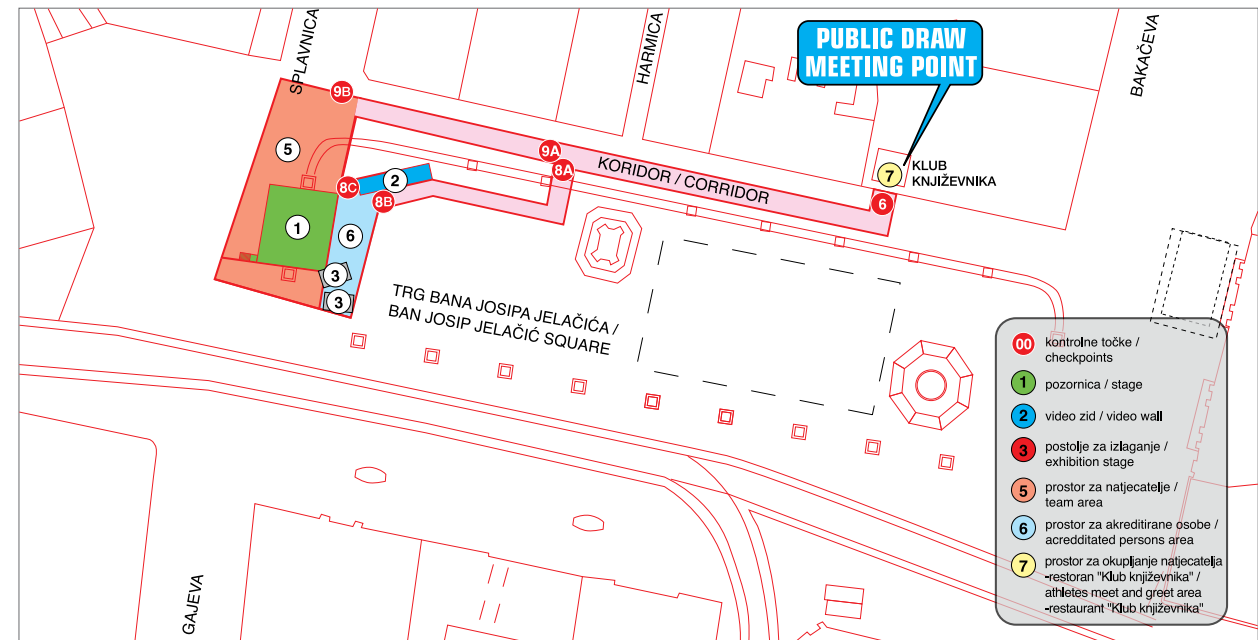 SPLAVNICA
HARMICA
PUBLIC DRAW
MEETING POINT
BAKAČEVA
9B
5
9A
8A
KORIDOR / CORRIDOR
7
KLUB
KNJIŽEVNIKA
8C
2
8B
6
1
6
3
3
TRG BANA JOSIPA JELAČIĆA /
BAN JOSIP JELAČIĆ SQUARE
GAJEVA
00 kontrolne točke /
checkpoints
1 pozornica / stage
2 video zid / video wall
3 postolje za izlaganje /
exhibition stage
5 prostor za natjecatelje /
team area
6 prostor za akreditirane osobe /
acredditated persons area
7 prostor za okupljanje natjecatelja
-restoran "Klub književnika" /
athletes meet and greet area
-restaurant "Klub književnika"